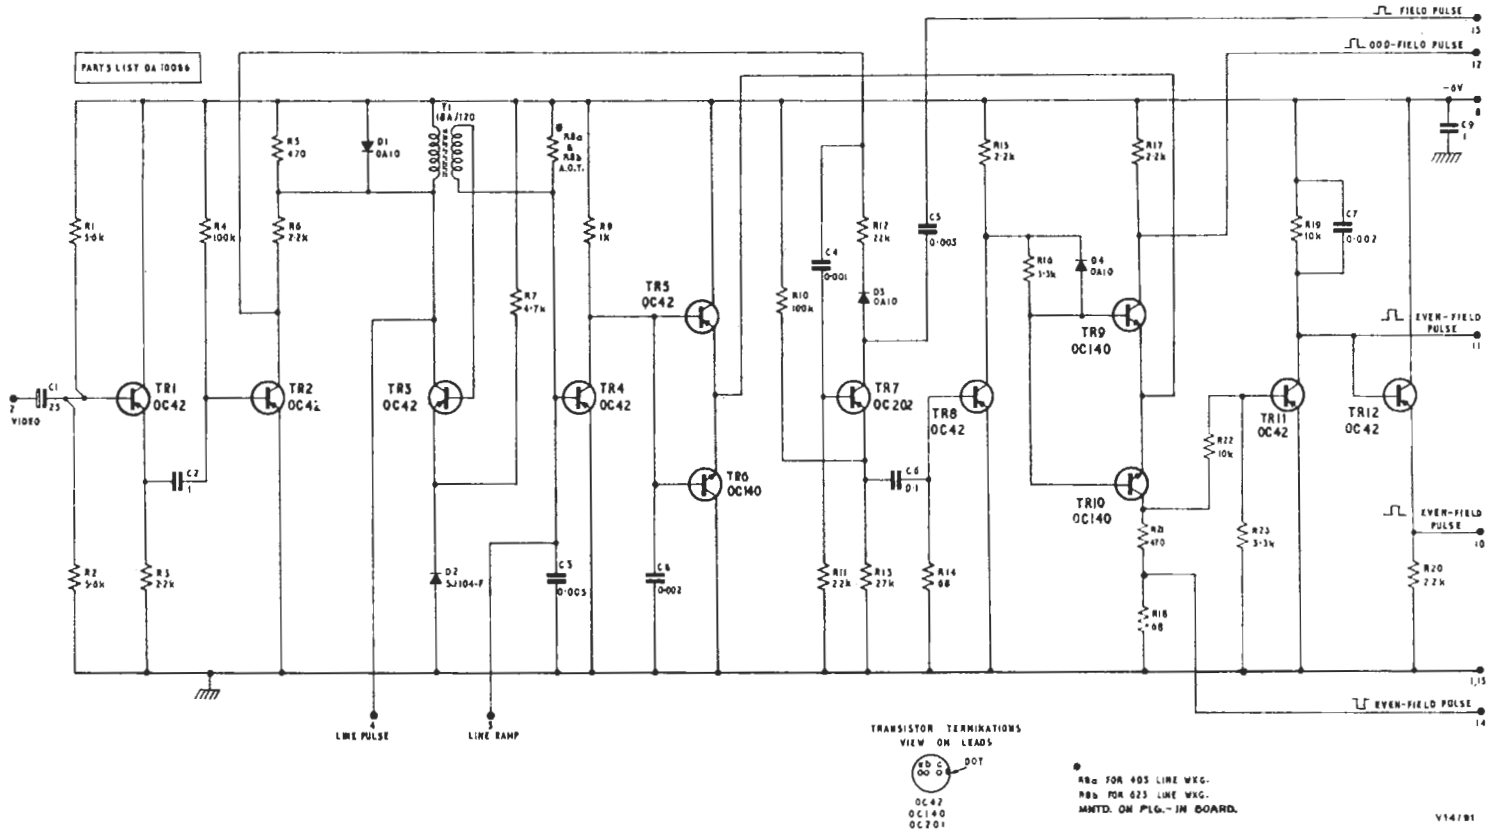 FIELD PULSE
15
ODD-FIELD PULSE
12
PARTS LIST DA 10086
-6V
8
T1
18A/120
R5
470
D1
OA10
R8a
&
R8b
A.O.T.
R15
2·2k
R17
2·2k
C9
1
R1
5·6k
R4
100k
R6
2·2k
R9
1k
R12
22k
C5
0·003
R19
10k
C7
0·002
C4
0·001
R16
3·3k
D4
OA10
TR5
OC42
R7
4·7k
R10
100k
D3
OA10
TR9
OC140
EVEN-FIELD
PULSE
11
C1
25
2
VIDEO
TR1
OC42
TR2
OC42
TR3
OC42
TR4
OC42
TR7
OC202
TR8
OC42
TR11
OC42
TR12
OC42
R22
10k
C2
1
TR6
OC140
C6
0·1
TR10
OC140
EVEN-FIELD
PULSE
10
R21
470
R23
3·3k
R2
5·6k
R3
2·2k
D2
SJ104-F
C3
0·005
C8
0·002
R11
22k
R13
27k
R14
68
R20
2·2k
R18
68
1,15
4
LINE PULSE
3
LINE RAMP
EVEN-FIELD PULSE
14
TRANSISTOR TERMINATIONS
VIEW ON LEADS
e b c
DOT
OC42
OC140
OC201
R8a FOR 405 LINE WKG.
R8b FOR 625 LINE WKG.
MNTD. ON PLG.-IN BOARD.
V14/91